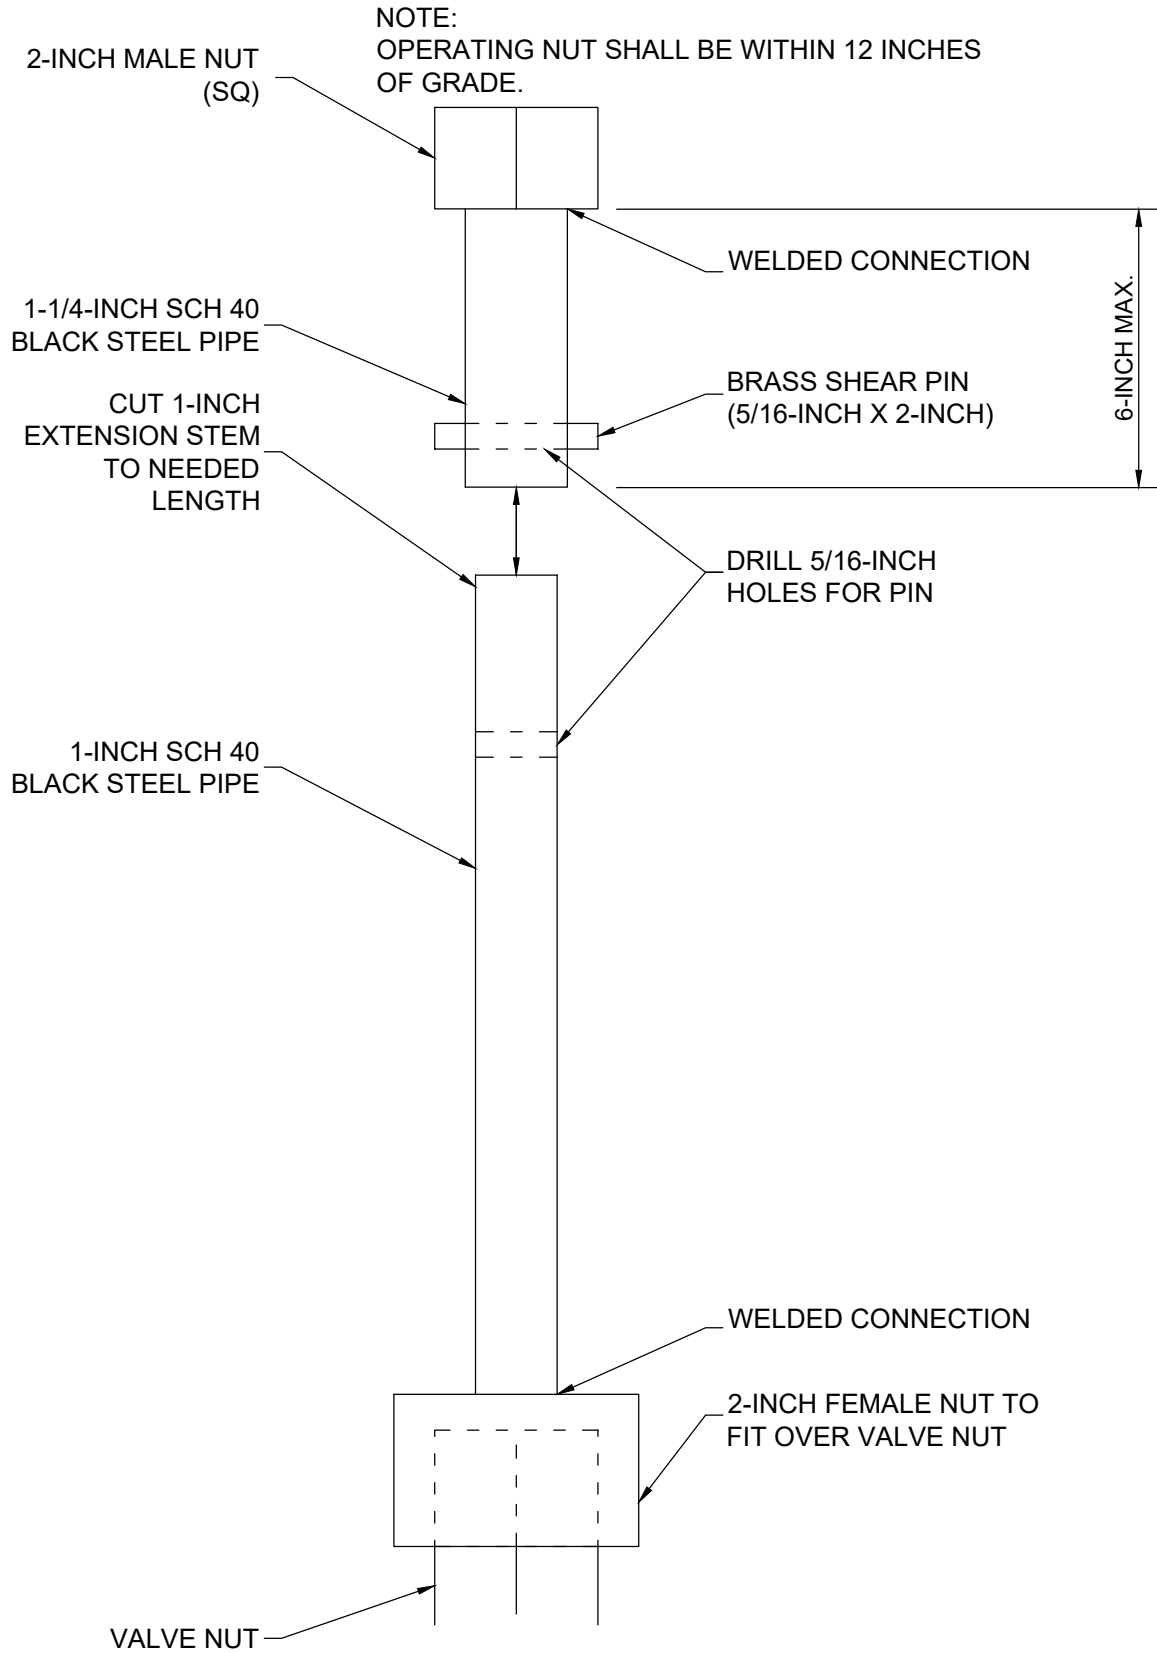 NOTE:
OPERATING NUT SHALL BE WITHIN 12 INCHES
OF GRADE.
2-INCH MALE NUT
(SQ)
WELDED CONNECTION
6-INCH MAX.
1-1/4-INCH SCH 40
BLACK STEEL PIPE
BRASS SHEAR PIN
(5/16-INCH X 2-INCH)
CUT 1-INCH
EXTENSION STEM
TO NEEDED
LENGTH
DRILL 5/16-INCH
HOLES FOR PIN
1-INCH SCH 40
BLACK STEEL PIPE
WELDED CONNECTION
2-INCH FEMALE NUT TO
FIT OVER VALVE NUT
VALVE NUT